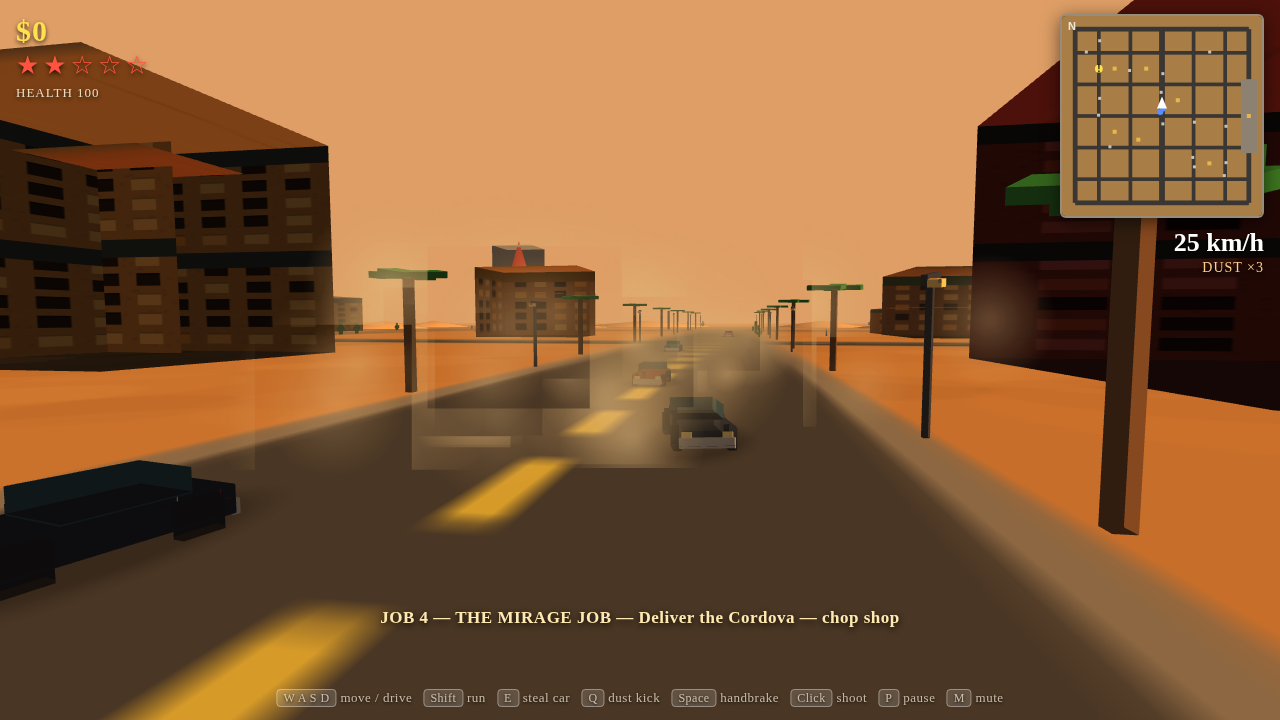 $0
★★☆☆☆
HEALTH 100
N
25 km/h
DUST ×3
JOB 4 — THE MIRAGE JOB — Deliver the Cordova — chop shop
W A S D move / drive Shift run E steal car Q dust kick Space handbrake Click shoot P pause M mute